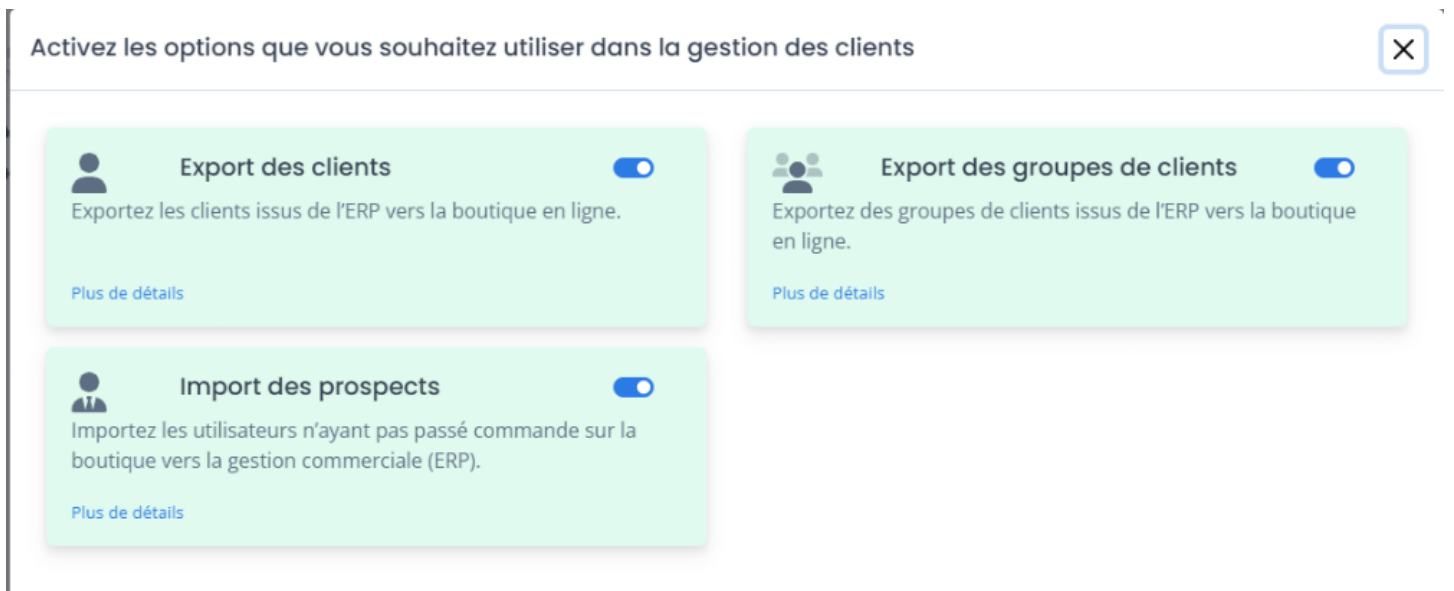 Activez les options que vous souhaitez utiliser dans la gestion des clients
Export des clients
Exportez les clients issus de l'ERP vers la boutique en ligne.
Plus de détails
Export des groupes de clients
Exportez des groupes de clients issus de l'ERP vers la boutique
en ligne.
Plus de détails
Import des prospects
Importez les utilisateurs n'ayant pas passé commande sur la
boutique vers la gestion commerciale (ERP).
Plus de détails